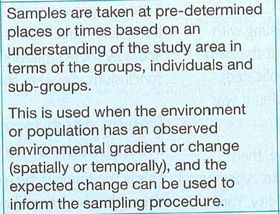 Samples are taken at pre-determined
places or times based on an
understanding of the study area in
terms of the groups, individuals and
sub-groups.
This is used when the environment
or population has an observed
environmental gradient or change
(spatially or temporally), and the
expected change can be used to
inform the sampling procedure.